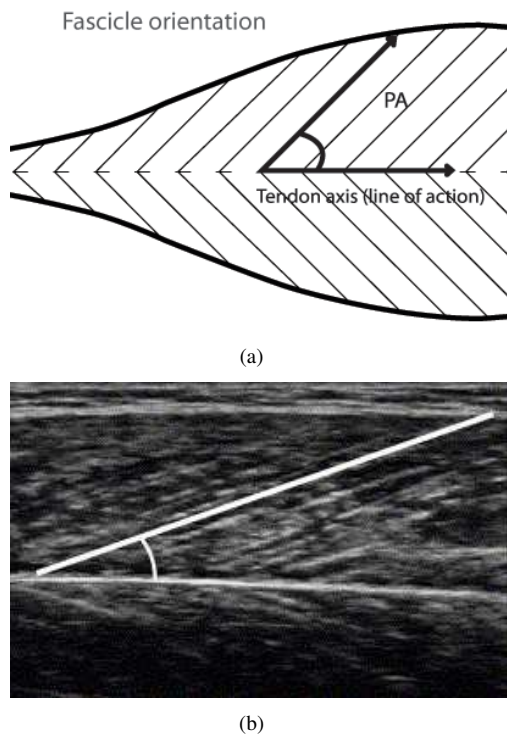 Fascicle orientation
PA
Tendon axis (line of action)
(a)
(b)